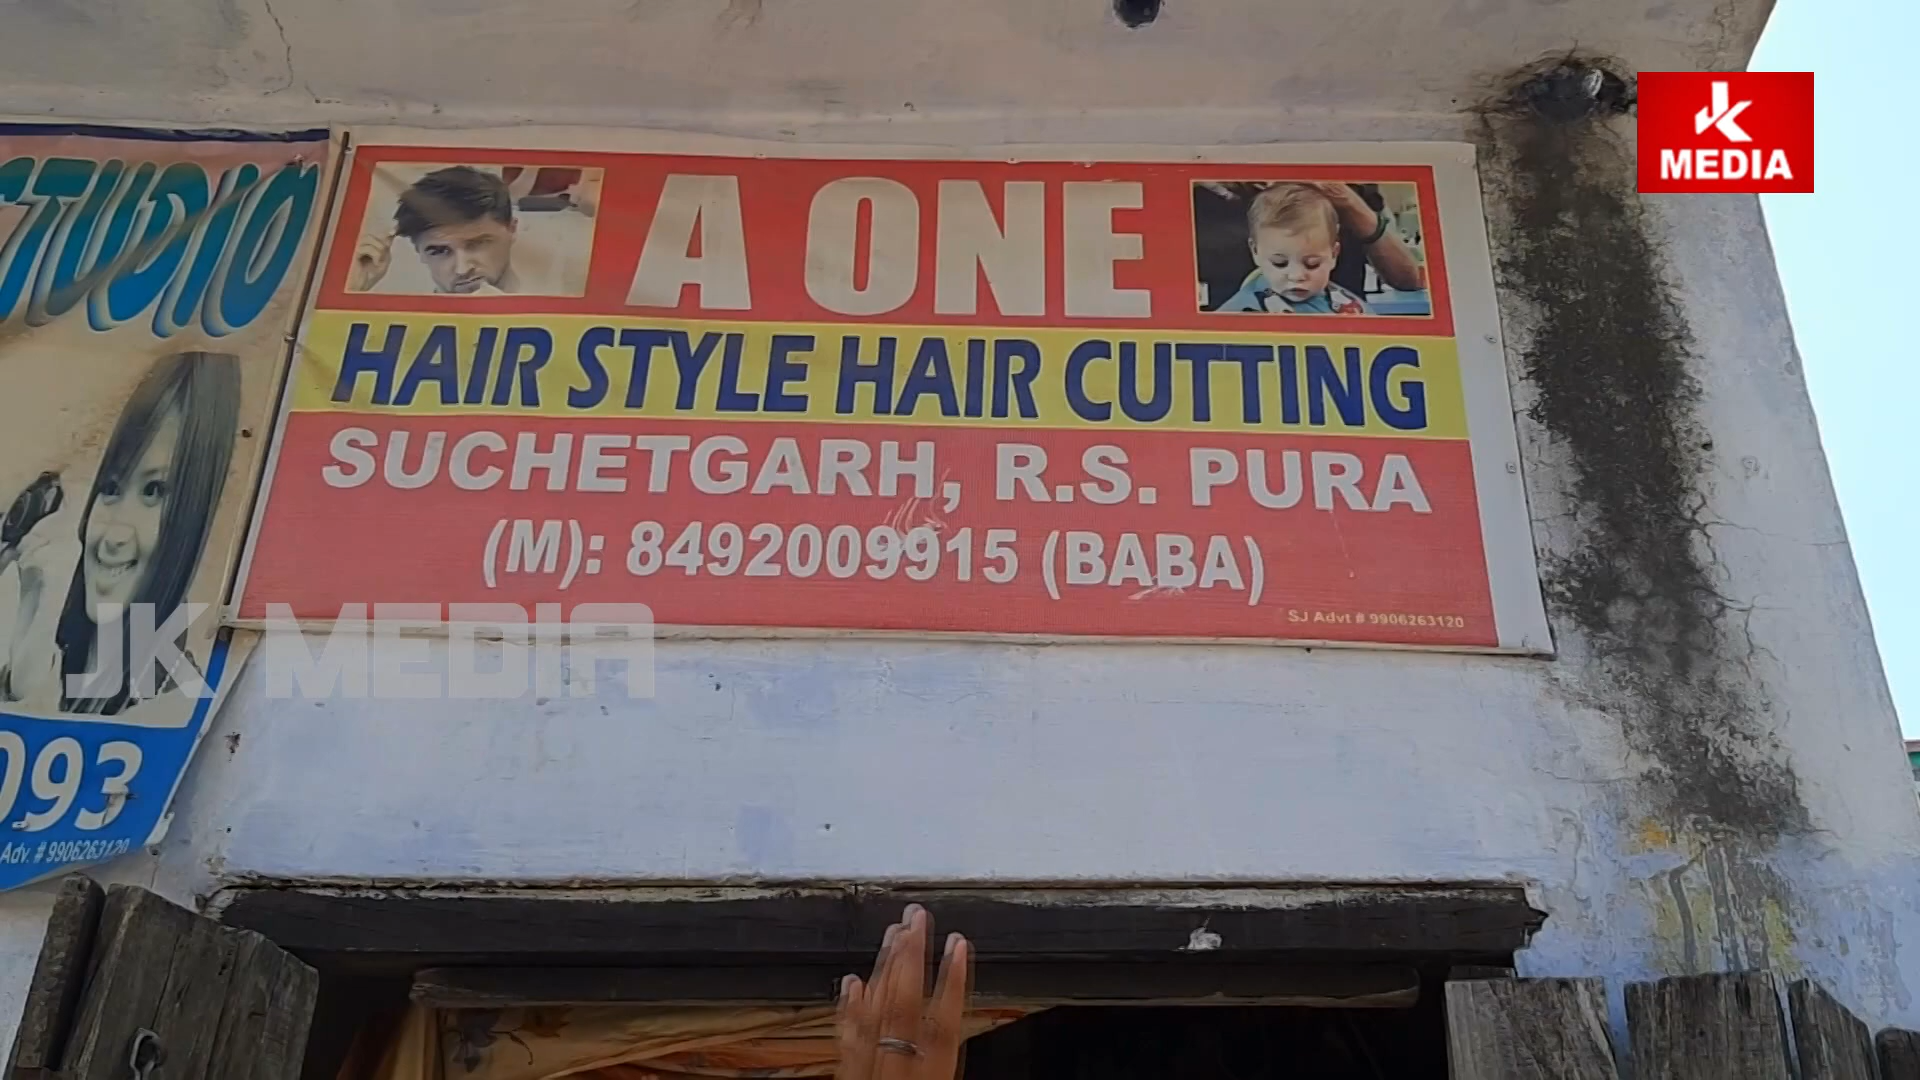 JK
MEDIA
STUDIO
A ONE
HAIR STYLE HAIR CUTTING
SUCHETGARH, R.S. PURA
(M): 8492009915 (BABA)
SJ Advt # 9906263120
JK MEDIA
093
Adv. # 9906263120